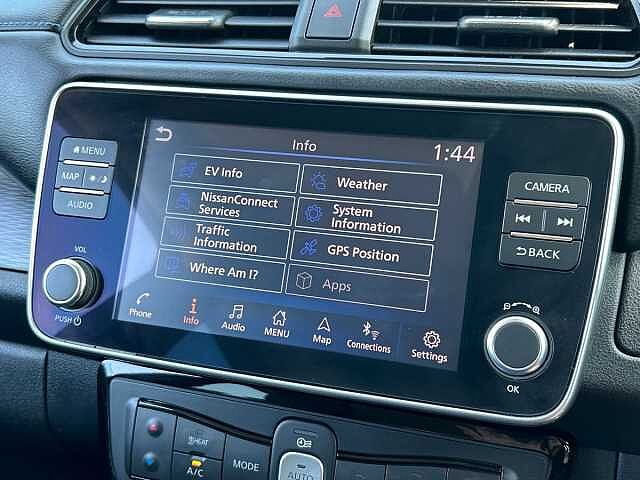 Info
1:44
MENU
MAP
AUDIO
VOL
PUSH
EV Info
Weather
NissanConnect
Services
System
Information
Traffic
Information
GPS Position
Where Am I?
Apps
Phone
Info
Audio
MENU
Map
Connections
Settings
CAMERA
BACK
OK
HEAT
A/C
MODE
AUTO